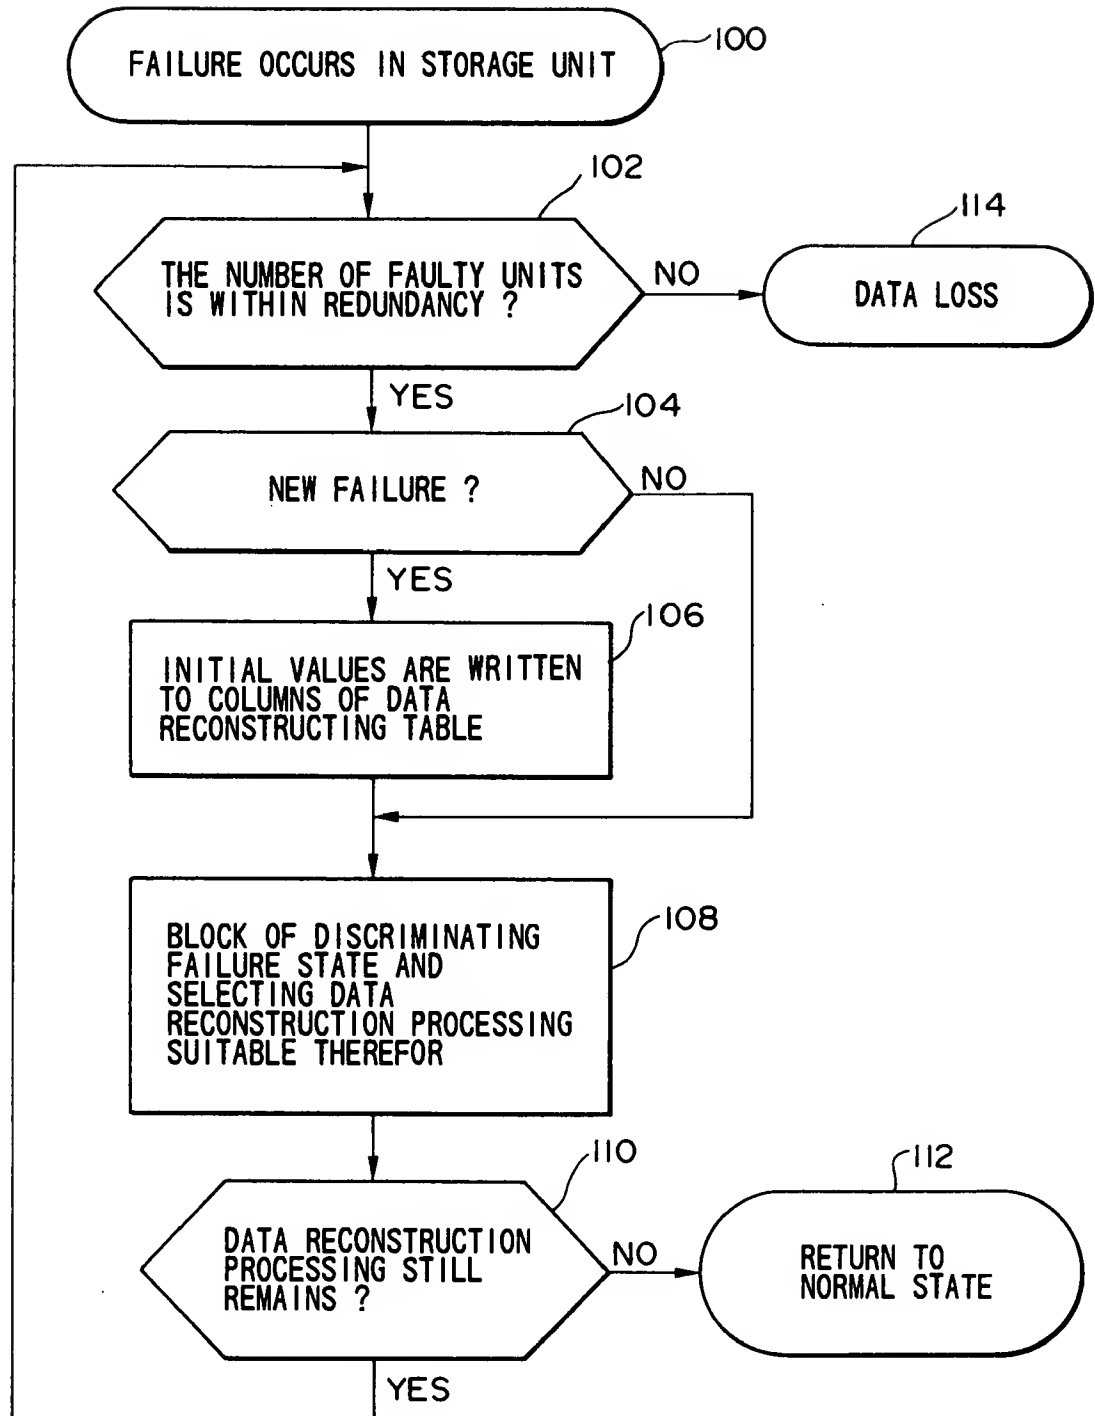 100
FAILURE OCCURS IN STORAGE UNIT
102
THE NUMBER OF FAULTY UNITS
IS WITHIN REDUNDANCY ?
NO
114
DATA LOSS
YES
104
NEW FAILURE ?
NO
YES
106
INITIAL VALUES ARE WRITTEN
TO COLUMNS OF DATA
RECONSTRUCTING TABLE
108
BLOCK OF DISCRIMINATING
FAILURE STATE AND
SELECTING DATA
RECONSTRUCTION PROCESSING
SUITABLE THEREFOR
110
DATA RECONSTRUCTION
PROCESSING STILL
REMAINS ?
NO
112
RETURN TO
NORMAL STATE
YES